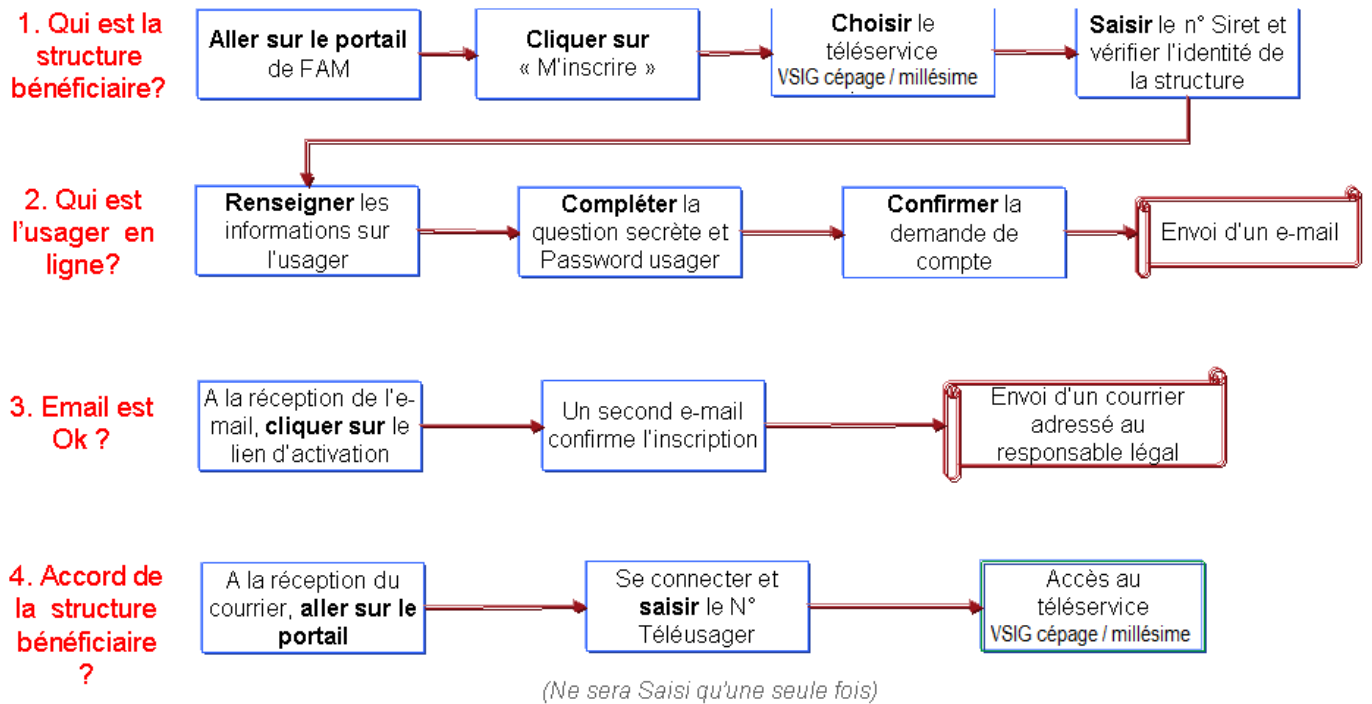 1. Qui est la
structure
bénéficiaire?
Aller sur le portail
de FAM
Cliquer sur
« M'inscrire »
Choisir le
téléservice
VSIG cépage / millésime
Saisir le n° Siret et
vérifier l'identité de
la structure
2. Qui est
l'usager en
ligne?
Renseigner les
informations sur
l'usager
Compléter la
question secrète et
Password usager
Confirmer la
demande de
compte
Envoi d'un e-mail
3. Email est
Ok ?
A la réception de l'e-
mail, cliquer sur le
lien d'activation
Un second e-mail
confirme l'inscription
Envoi d'un courrier
adressé au
responsable légal
4. Accord de
la structure
bénéficiaire
?
A la réception du
courrier, aller sur le
portail
Se connecter et
saisir le N°
Téléusager
Accès au
téléservice
VSIG cépage / millésime
(Ne sera Saisi qu'une seule fois)